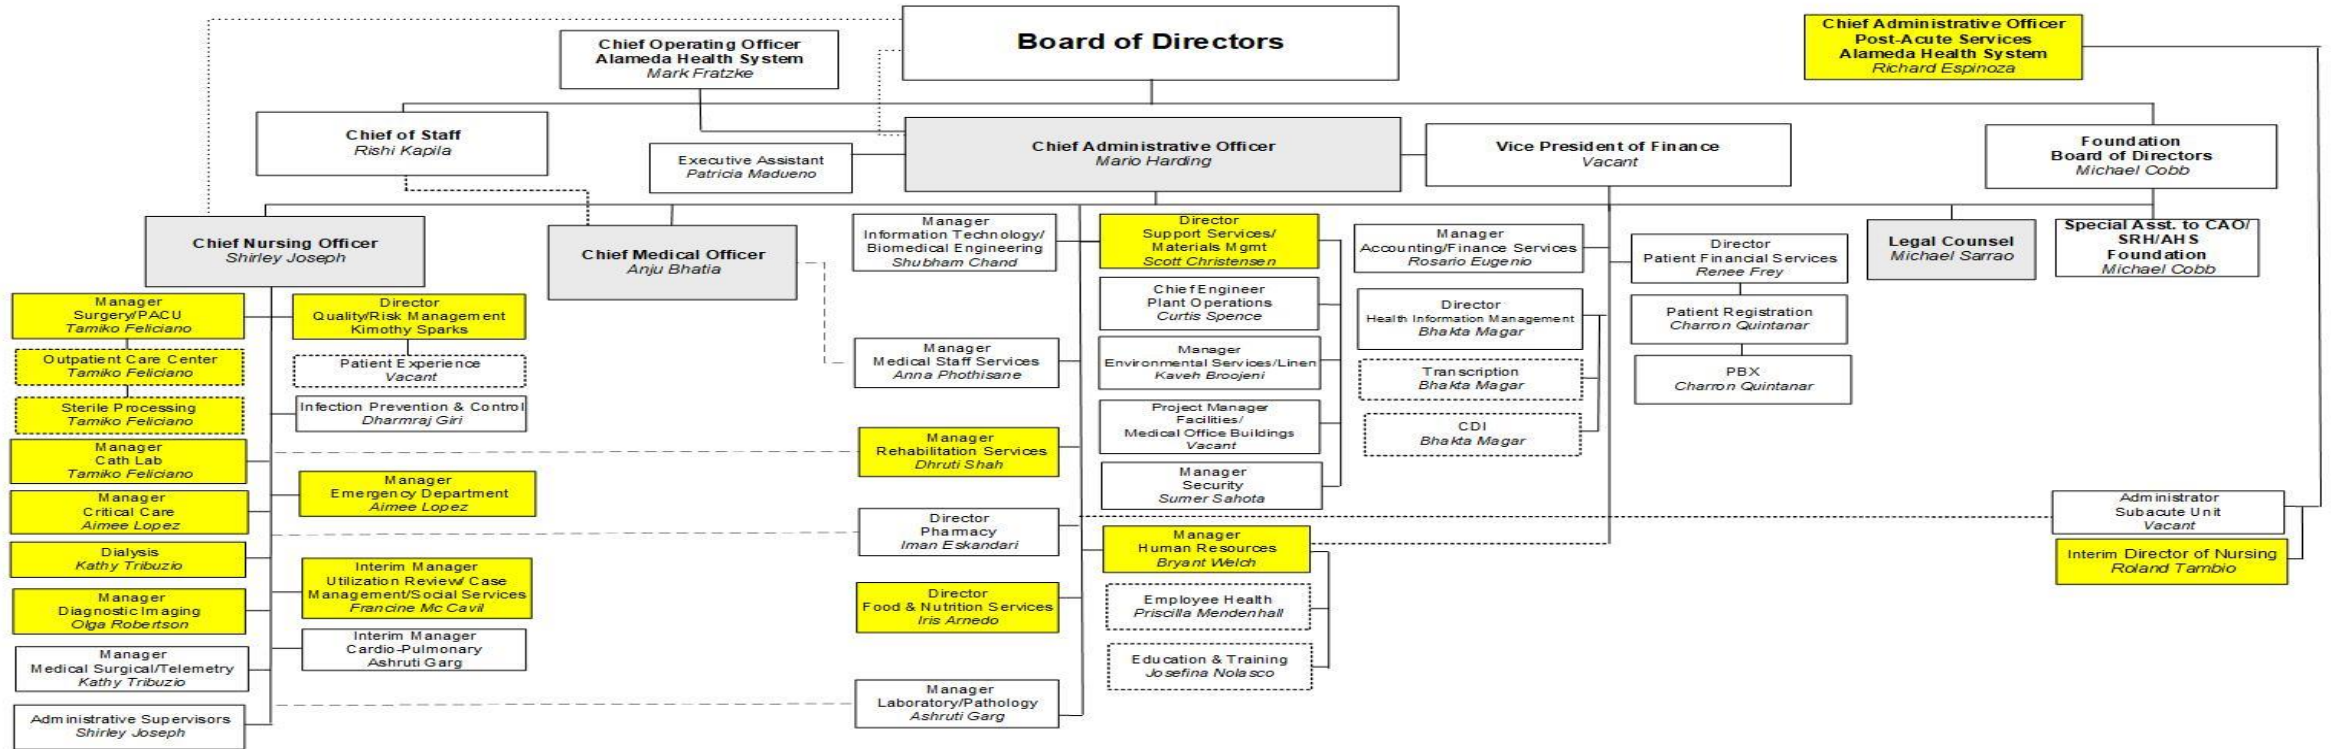 Board of Directors
Chief Operating Officer
Alameda Health System
Mark Fratzke
Chief Administrative Officer
Post-Acute Services
Alameda Health System
Richard Espinoza
Chief of Staff
Rishi Kapila
Executive Assistant
Patricia Madueno
Chief Administrative Officer
Mario Harding
Vice President of Finance
Vacant
Foundation
Board of Directors
Michael Cobb
Chief Nursing Officer
Shirley Joseph
Chief Medical Officer
Anju Bhatia
Manager
Information Technology/
Biomedical Engineering
Shubham Chand
Director
Support Services/
Materials Mgmt
Scott Christensen
Manager
Accounting/Finance Services
Rosario Eugenio
Director
Patient Financial Services
Renee Frey
Legal Counsel
Michael Sarrao
Special Asst. to CAO/
SRH/AHS
Foundation
Michael Cobb
Manager
Surgery/PACU
Tamiko Feliciano
Director
Quality/Risk Management
Kimothy Sparks
Outpatient Care Center
Tamiko Feliciano
Patient Experience
Vacant
Sterile Processing
Tamiko Feliciano
Infection Prevention & Control
Dharmraj Giri
Manager
Cath Lab
Tamiko Feliciano
Manager
Emergency Department
Aimee Lopez
Manager
Critical Care
Aimee Lopez
Dialysis
Kathy Tribuzio
Interim Manager
Utilization Review/ Case
Management/Social Services
Francine Mc Cavil
Manager
Diagnostic Imaging
Olga Robertson
Interim Manager
Cardio-Pulmonary
Ashruti Garg
Manager
Medical Surgical/Telemetry
Kathy Tribuzio
Administrative Supervisors
Shirley Joseph
Manager
Medical Staff Services
Anna Phothisane
Manager
Rehabilitation Services
Dhruti Shah
Director
Pharmacy
Iman Eskandari
Director
Food & Nutrition Services
Iris Arnedo
Manager
Laboratory/Pathology
Ashruti Garg
Chief Engineer
Plant Operations
Curtis Spence
Manager
Environmental Services/Linen
Kaveh Broojeni
Project Manager
Facilities/
Medical Office Buildings
Vacant
Manager
Security
Sumer Sahota
Manager
Human Resources
Bryant Welch
Employee Health
Priscilla Mendenhall
Education & Training
Josefina Nolasco
Director
Health Information Management
Bhakta Magar
Transcription
Bhakta Magar
CDI
Bhakta Magar
Patient Registration
Charron Quintanar
PBX
Charron Quintanar
Administrator
Subacute Unit
Vacant
Interim Director of Nursing
Roland Tambio